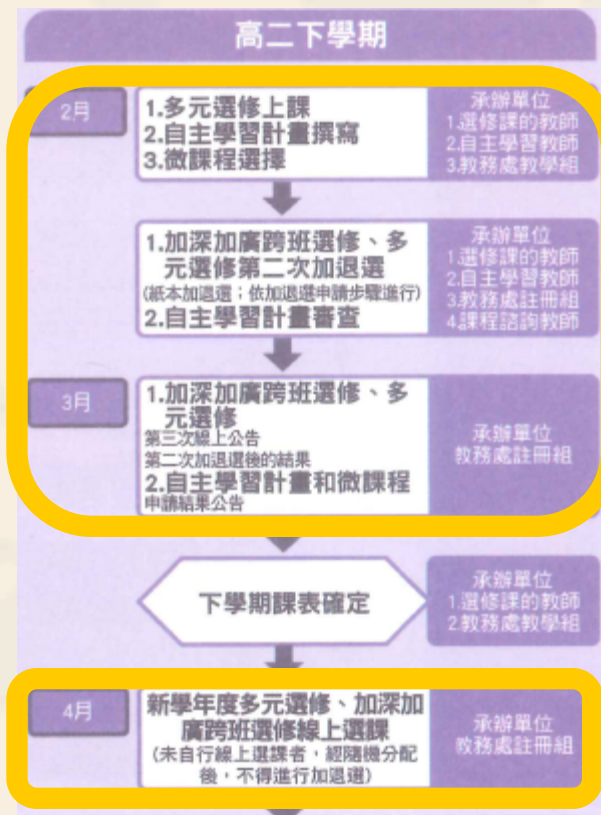 高二下學期
2月
1.多元選修上課
2.自主學習計畫撰寫
3.微課程選擇
承辦單位
1.選修課的教師
2.自主學習教師
3.教務處教學組
1.加深加廣跨班選修、多
元選修第二次加退選
(紙本加退選；依加退選申請步驟進行)
2.自主學習計畫審查
承辦單位
1.選修課的教師
2.自主學習教師
3.教務處註冊組
4.課程諮詢教師
3月
1.加深加廣跨班選修、多
元選修
第三次線上公告
第二次加退選後的結果
2.自主學習計畫和微課程
申請結果公告
承辦單位
教務處註冊組
下學期課表確定
承辦單位
1.選修課的教師
2.教務處教學組
4月
新學年度多元選修、加深加
廣跨班選修線上選課
(未自行線上選課者，經隨機分配
後，不得進行加退選)
承辦單位
教務處註冊組